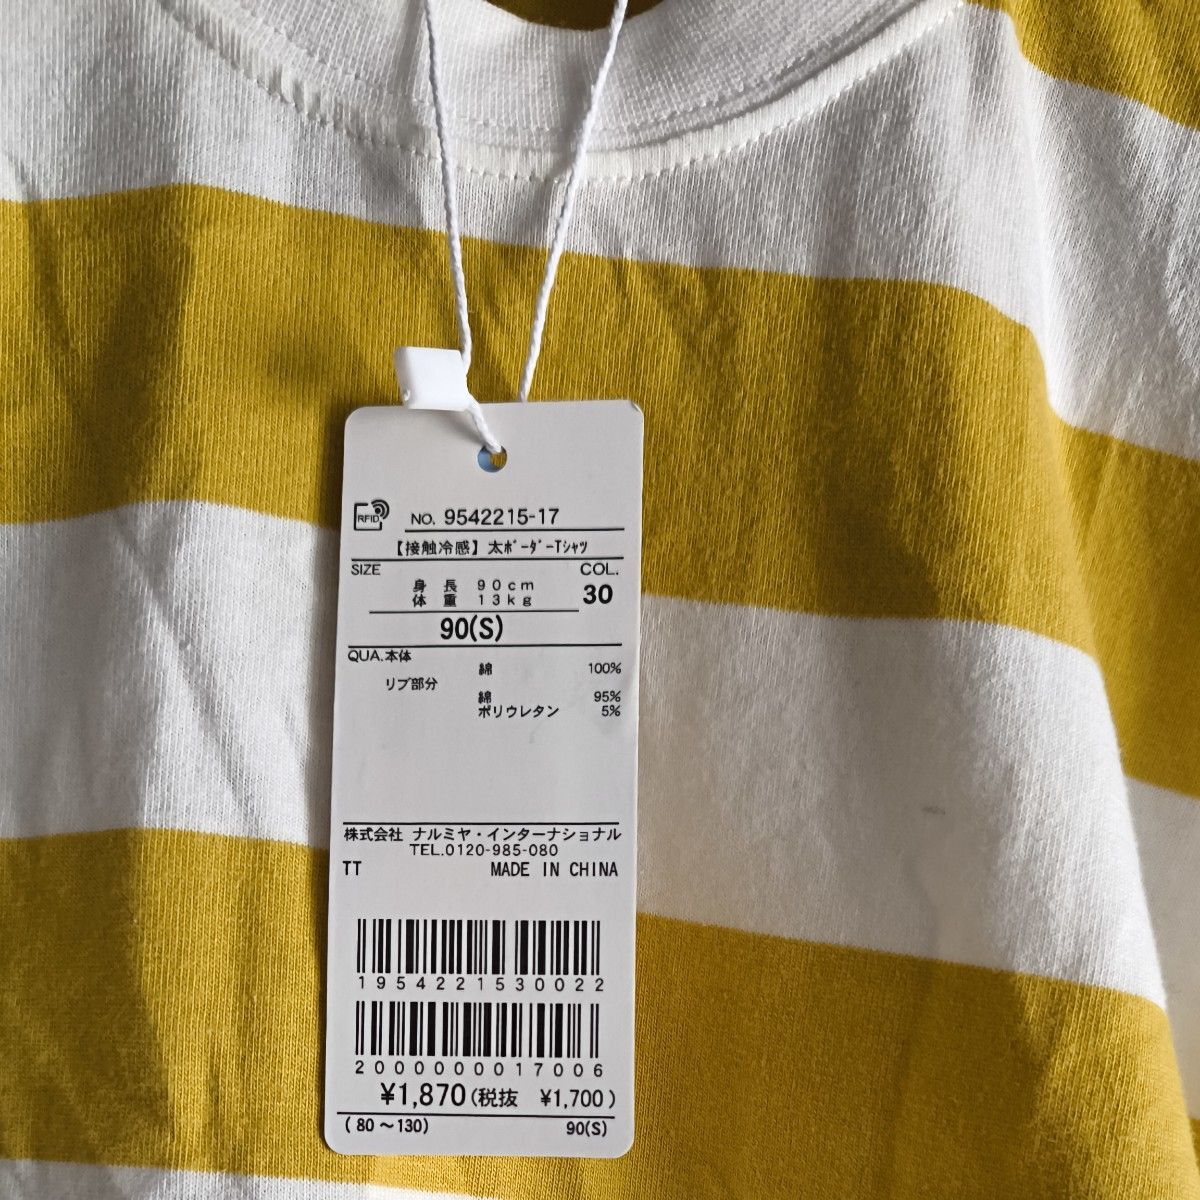 RFID
NO. 9542215-17
【接触冷感】太ﾎﾞｰﾀﾞｰTｼｬﾂ
SIZE COL.
身長 90cm
体重 13kg 30
90(S)
QUA.本体
綿 100%
リブ部分
綿 95%
ポリウレタン 5%
株式会社 ナルミヤ・インターナショナル
TEL.0120-985-080
TT MADE IN CHINA
1954221530022
2000000017006
¥1,870(税抜 ¥1,700)
(80～130) 90(S)